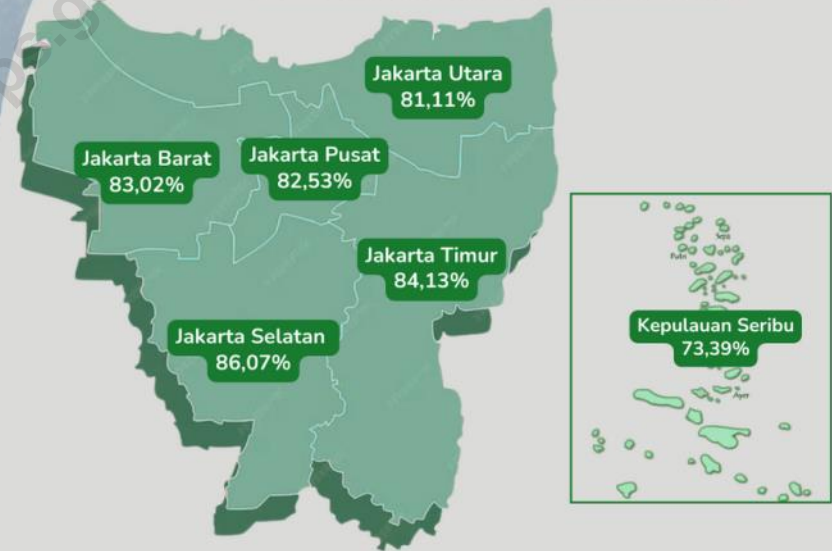 Jakarta Utara
81,11%
Jakarta Barat
83,02%
Jakarta Pusat
82,53%
Jakarta Timur
84,13%
Jakarta Selatan
86,07%
Kepulauan Seribu
73,39%
Ayer